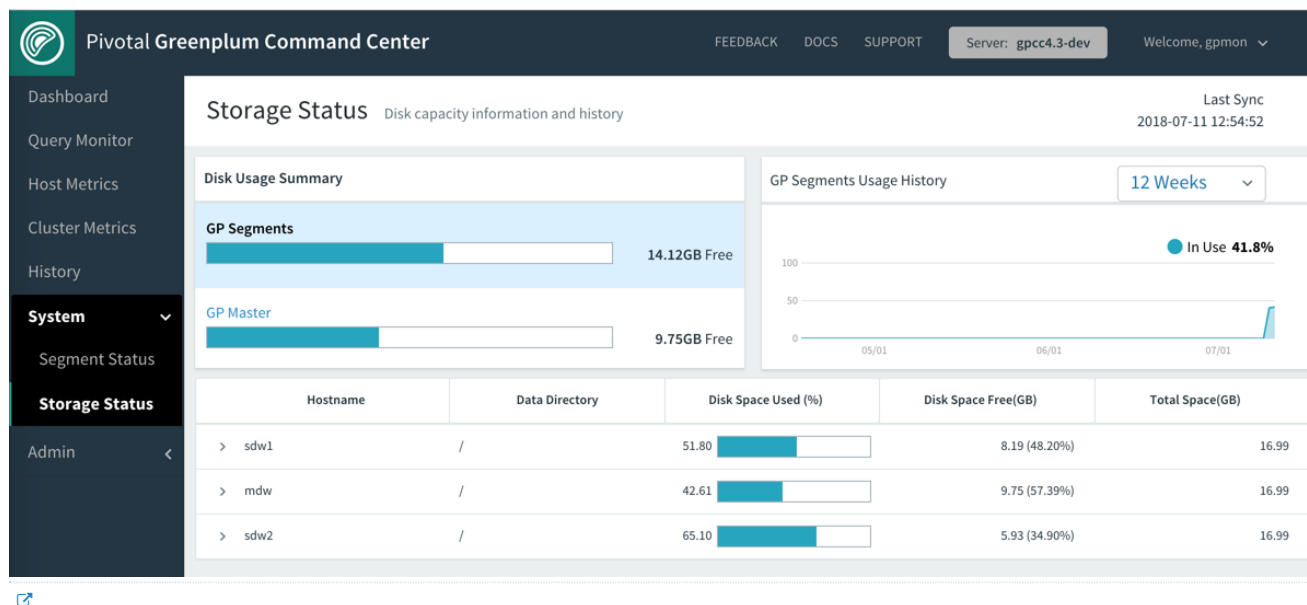 Pivotal Greenplum Command Center
FEEDBACK DOCS SUPPORT Server: gpcc4.3-dev Welcome, gpmon
Dashboard
Query Monitor
Host Metrics
Cluster Metrics
History
System
Segment Status
Storage Status
Admin
Storage Status Disk capacity information and history
Last Sync
2018-07-11 12:54:52
Disk Usage Summary
GP Segments
14.12GB Free
GP Master
9.75GB Free
GP Segments Usage History 12 Weeks
In Use 41.8%
100
50
0
05/01 06/01 07/01
Hostname Data Directory Disk Space Used (%) Disk Space Free(GB) Total Space(GB)
sdw1 / 51.80 8.19 (48.20%) 16.99
mdw / 42.61 9.75 (57.39%) 16.99
sdw2 / 65.10 5.93 (34.90%) 16.99